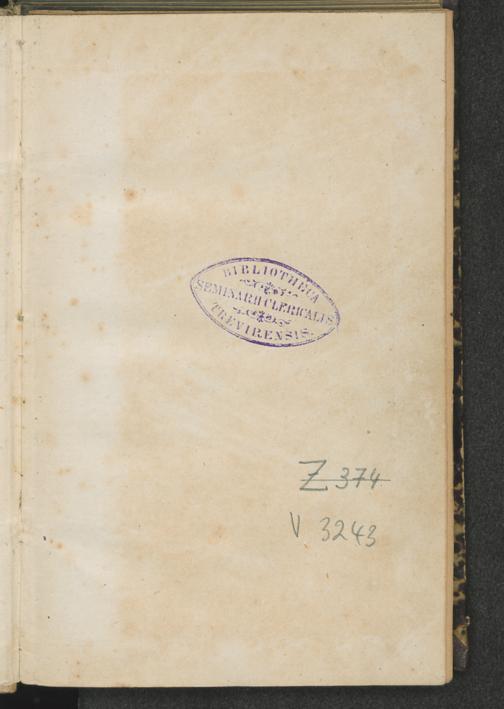 BIBLIOTHECA
SEMINARII CLERICALIS
TREVIRENSIS.
Z 374
V 3243